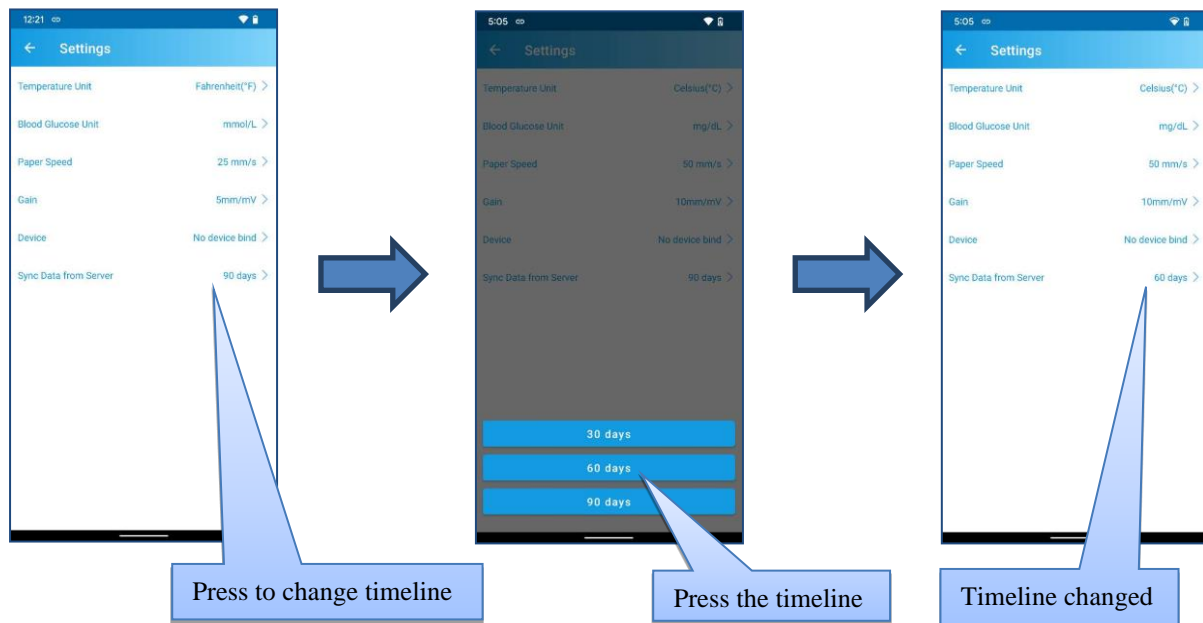 12:21
Settings
Temperature Unit Fahrenheit(°F)
Blood Glucose Unit mmol/L
Paper Speed 25 mm/s
Gain 5mm/mV
Device No device bind
Sync Data from Server 90 days
Press to change timeline
5:05
Settings
Temperature Unit Celsius(°C)
Blood Glucose Unit mg/dL
Paper Speed 50 mm/s
Gain 10mm/mV
Device No device bind
Sync Data from Server 90 days
30 days
60 days
90 days
Press the timeline
5:05
Settings
Temperature Unit Celsius(°C)
Blood Glucose Unit mg/dL
Paper Speed 50 mm/s
Gain 10mm/mV
Device No device bind
Sync Data from Server 60 days
Timeline changed